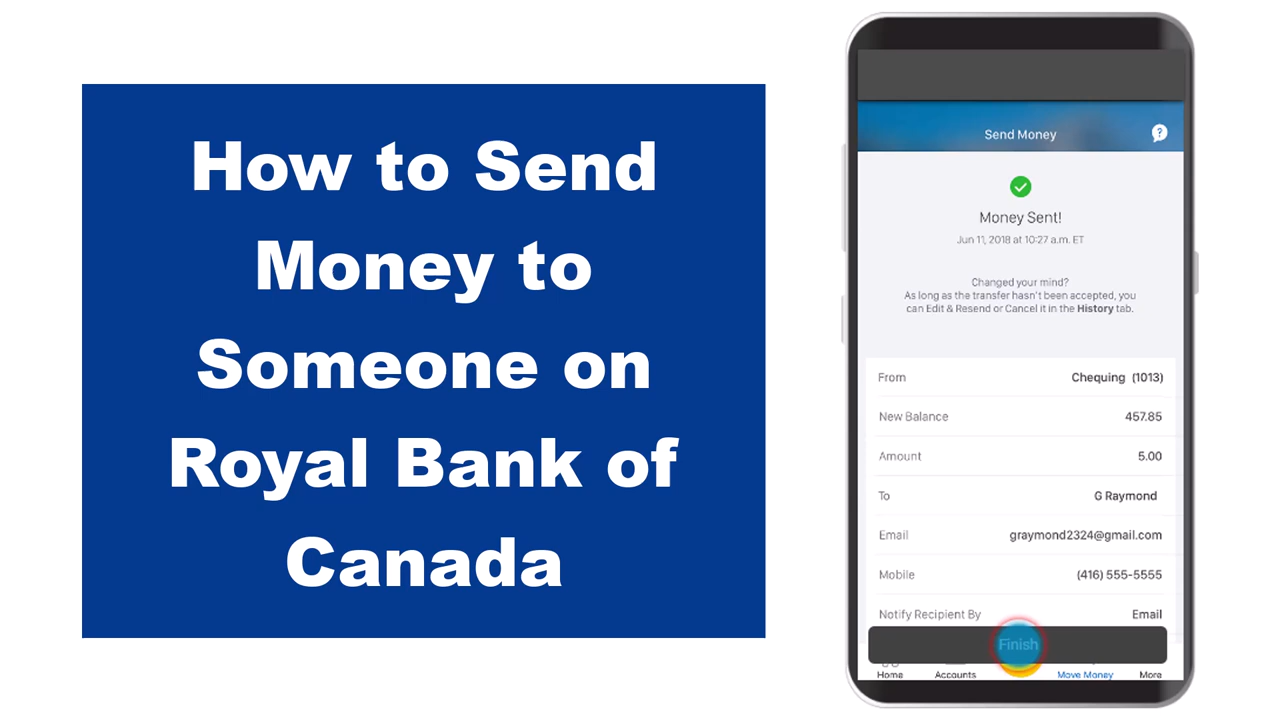 How to Send
Money to
Someone on
Royal Bank of
Canada
Send Money
?
Money Sent!
Jun 11, 2018 at 10:27 a.m. ET
Changed your mind?
As long as the transfer hasn't been accepted, you
can Edit & Resend or Cancel it in the History tab.
From Chequing (1013)
New Balance 457.85
Amount 5.00
To G Raymond
Email graymond2324@gmail.com
Mobile (416) 555-5555
Notify Recipient By Email
Finish
Home Accounts Move Money More